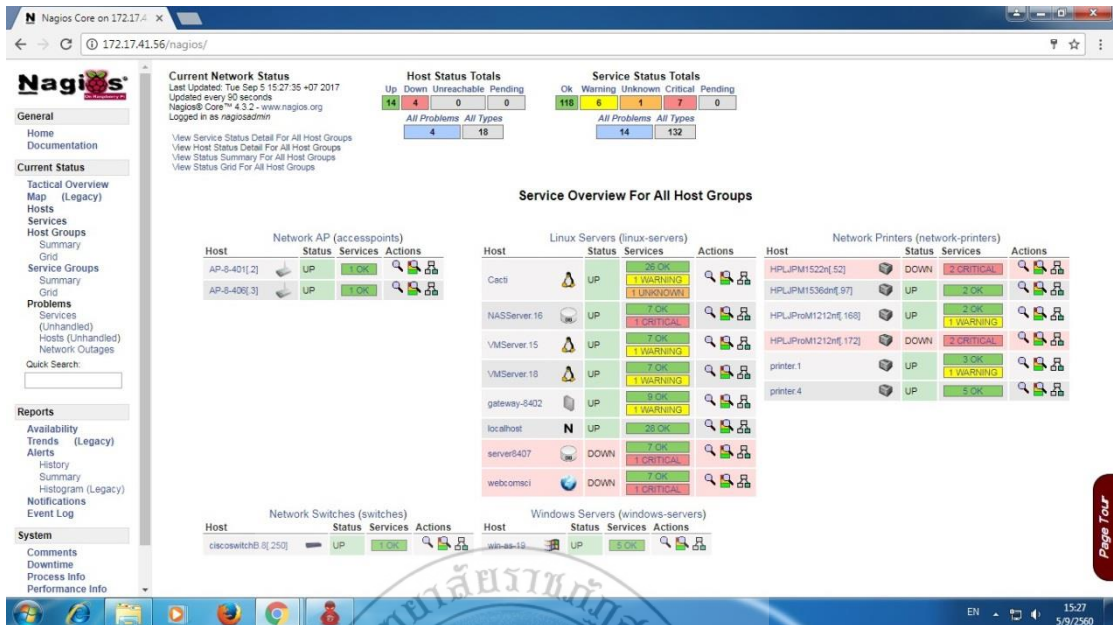 Nagios Core on 172.17.4
172.17.41.56/nagios/
Nagios
On Raspberry Pi
General
Home
Documentation
Current Status
Tactical Overview
Map (Legacy)
Hosts
Services
Host Groups
Summary
Grid
Service Groups
Summary
Grid
Problems
Services
(Unhandled)
Hosts (Unhandled)
Network Outages
Quick Search:
Reports
Availability
Trends (Legacy)
Alerts
History
Summary
Histogram (Legacy)
Notifications
Event Log
System
Comments
Downtime
Process Info
Performance Info
Current Network Status
Last Updated: Tue Sep 5 15:27:35 +07 2017
Updated every 90 seconds
Nagios® Core™ 4.3.2 - www.nagios.org
Logged in as nagiosadmin
View Service Status Detail For All Host Groups
View Host Status Detail For All Host Groups
View Status Summary For All Host Groups
View Status Grid For All Host Groups
Host Status Totals
Up Down Unreachable Pending
14 4 0 0
All Problems All Types
4 18
Service Status Totals
Ok Warning Unknown Critical Pending
118 6 1 7 0
All Problems All Types
14 132
Service Overview For All Host Groups
Network AP (accesspoints)
Host Status Services Actions
AP-8-401[.2] UP 1 OK
AP-8-406[.3] UP 1 OK
Linux Servers (linux-servers)
Host Status Services Actions
Cacti UP 26 OK
1 WARNING
1 UNKNOWN
NASServer.16 UP 7 OK
1 CRITICAL
VMServer.15 UP 7 OK
1 WARNING
VMServer.18 UP 7 OK
1 WARNING
gateway-8402 UP 9 OK
1 WARNING
localhost N UP 26 OK
server8407 DOWN 7 OK
1 CRITICAL
webcomsci DOWN 7 OK
1 CRITICAL
Network Printers (network-printers)
Host Status Services Actions
HPLJPM1522n[.52] DOWN 2 CRITICAL
HPLJPM1536dnf[.97] UP 2 OK
HPLJProM1212nf[.168] UP 2 OK
1 WARNING
HPLJProM1212nf[.172] DOWN 2 CRITICAL
printer.1 UP 3 OK
1 WARNING
printer.4 UP 5 OK
Network Switches (switches)
Host Status Services Actions
ciscoswitchB.8[.250] UP 1 OK
Windows Servers (windows-servers)
Host Status Services Actions
win-as-19 UP 5 OK
Page Tour
EN
15:27
5/9/2560